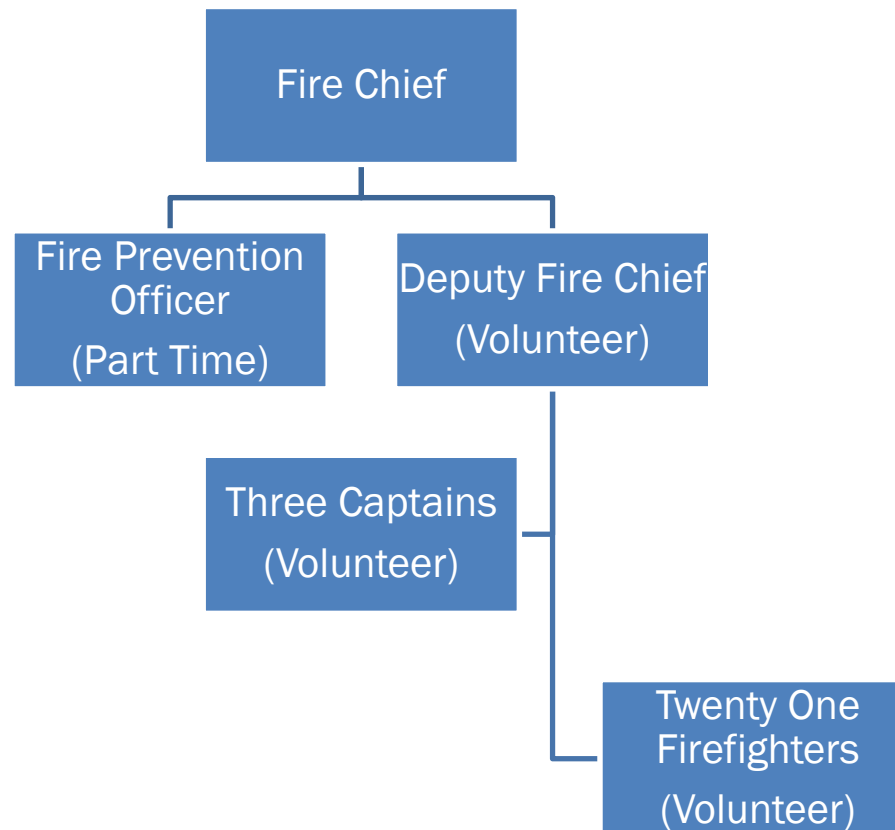 Fire Chief
Fire Prevention
Officer
(Part Time)
Deputy Fire Chief
(Volunteer)
Three Captains
(Volunteer)
Twenty One
Firefighters
(Volunteer)